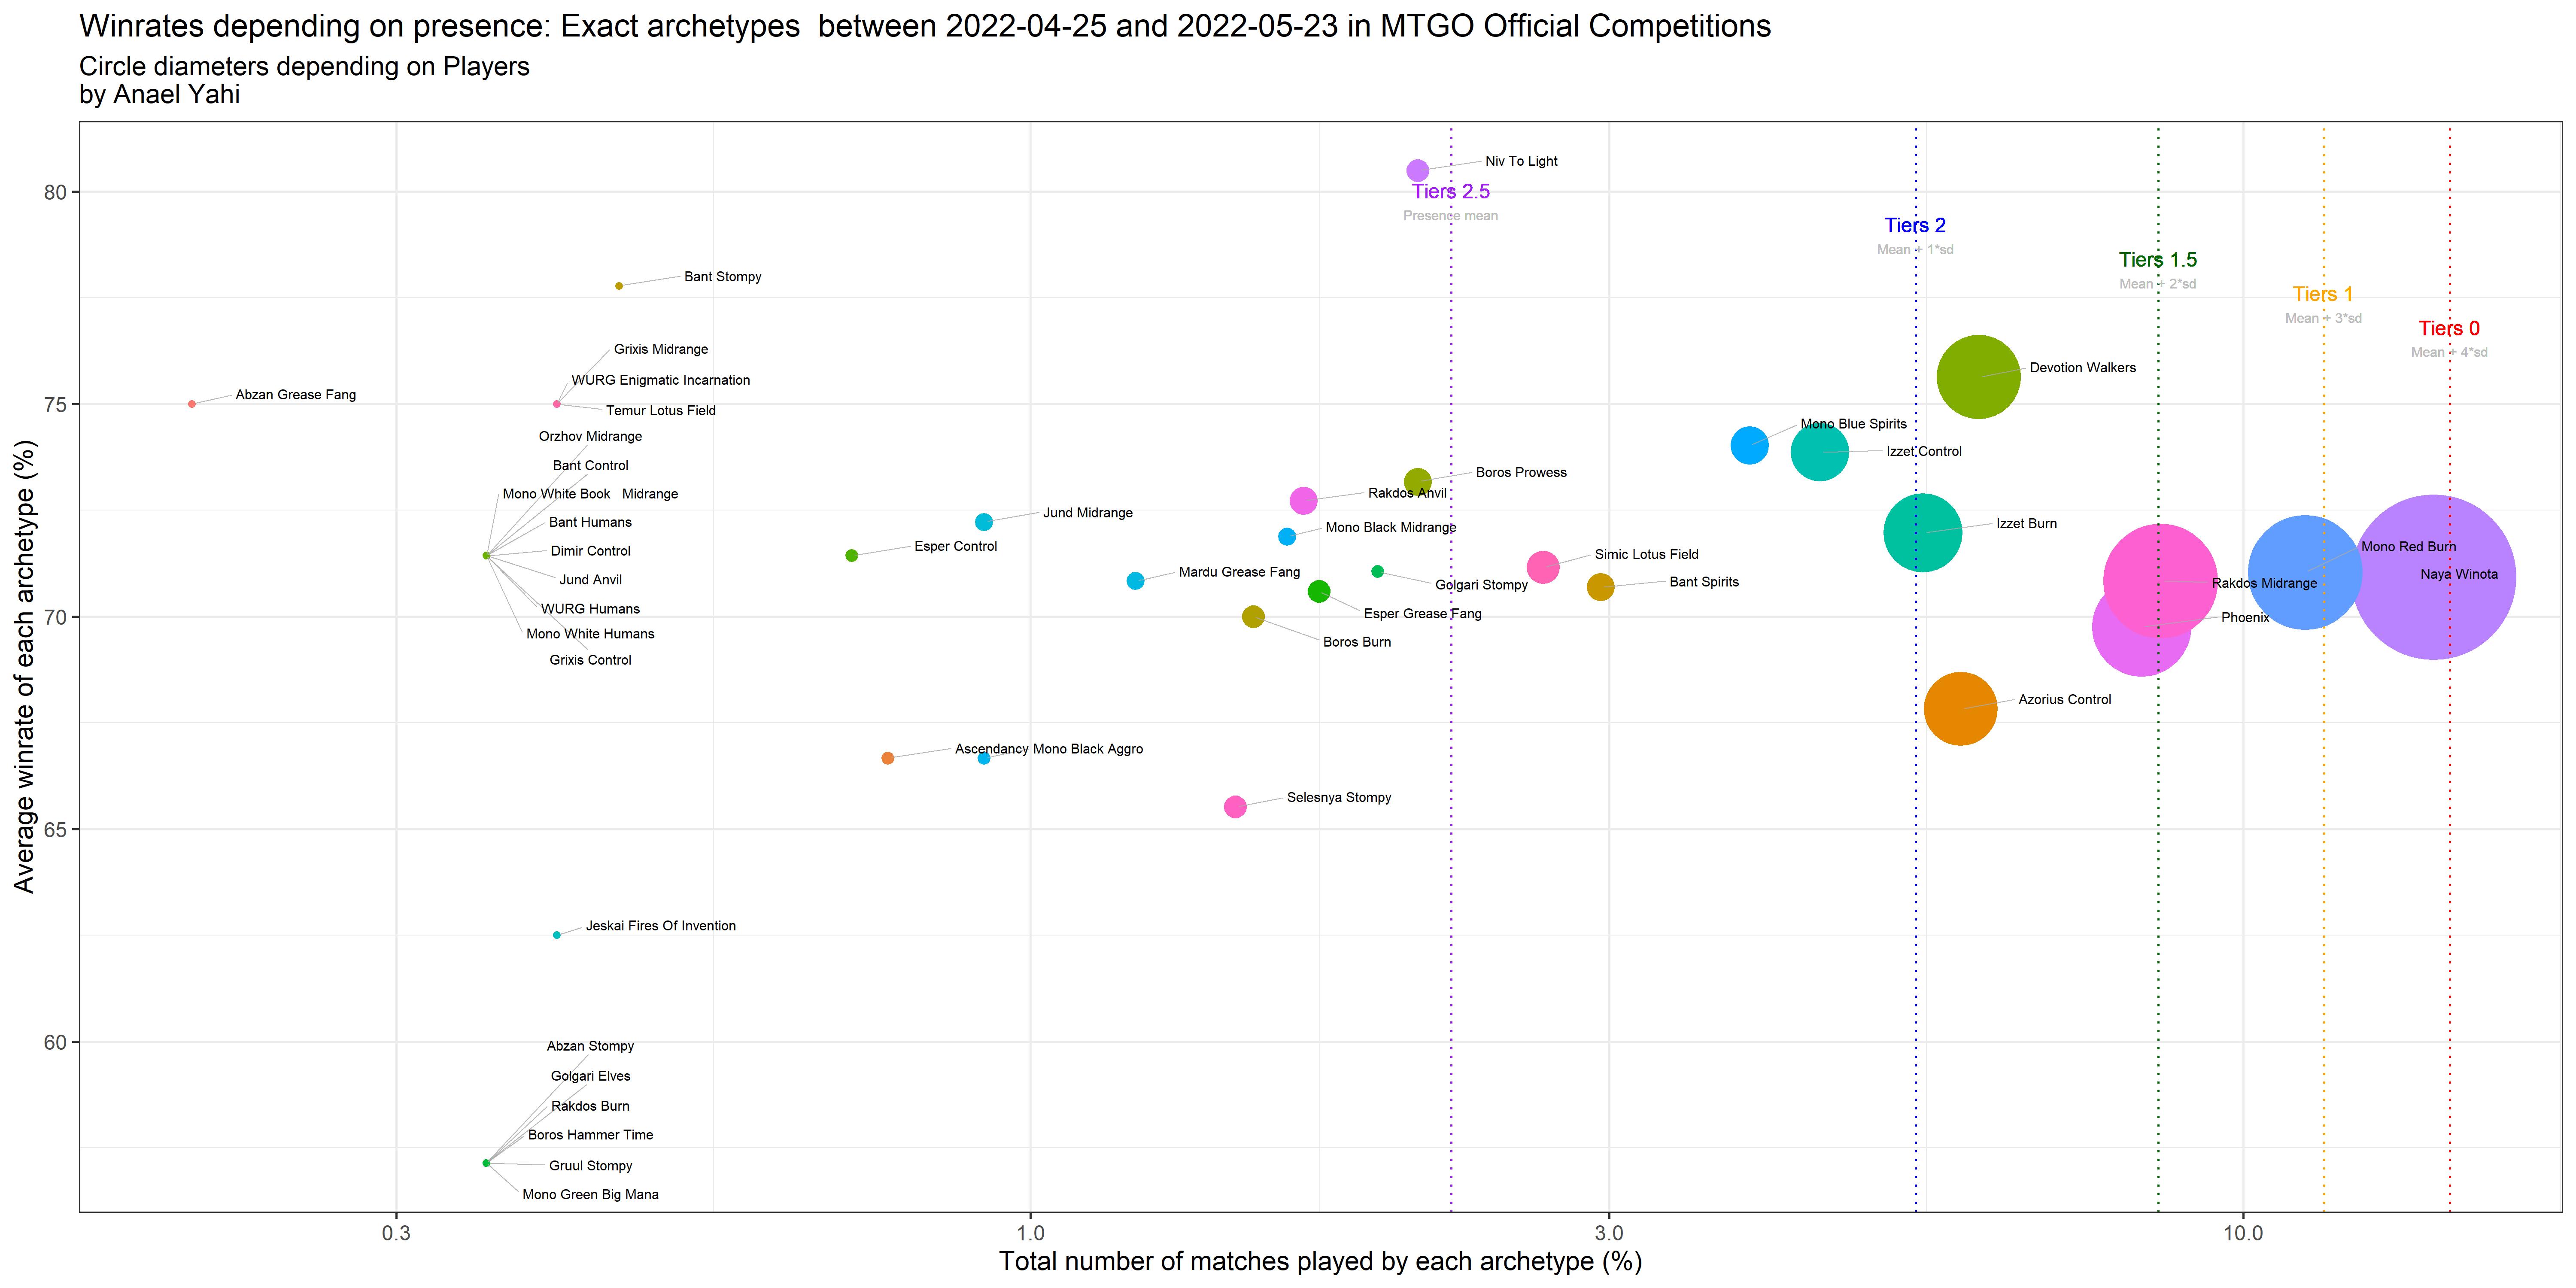 Winrates depending on presence: Exact archetypes  between 2022-04-25 and 2022-05-23 in MTGO Official Competitions
Circle diameters depending on Players
by Anael Yahi
Average winrate of each archetype (%)
80
75
70
65
60
Niv To Light
Tiers 2.5
Presence mean
Tiers 2
Mean + 1*sd
Tiers 1.5
Mean + 2*sd
Tiers 1
Mean + 3*sd
Tiers 0
Mean + 4*sd
Bant Stompy
Grixis Midrange
WURG Enigmatic Incarnation
Temur Lotus Field
Abzan Grease Fang
Orzhov Midrange
Bant Control
Mono White Book
Midrange
Bant Humans
Dimir Control
Jund Anvil
WURG Humans
Mono White Humans
Grixis Control
Devotion Walkers
Mono Blue Spirits
Izzet Control
Boros Prowess
Rakdos Anvil
Jund Midrange
Mono Black Midrange
Izzet Burn
Esper Control
Simic Lotus Field
Mono Red Burn
Mardu Grease Fang
Golgari Stompy
Bant Spirits
Rakdos Midrange
Naya Winota
Esper Grease Fang
Phoenix
Boros Burn
Azorius Control
Ascendancy
Mono Black Aggro
Selesnya Stompy
Jeskai Fires Of Invention
Abzan Stompy
Golgari Elves
Rakdos Burn
Boros Hammer Time
Gruul Stompy
Mono Green Big Mana
0.3
1.0
3.0
10.0
Total number of matches played by each archetype (%)